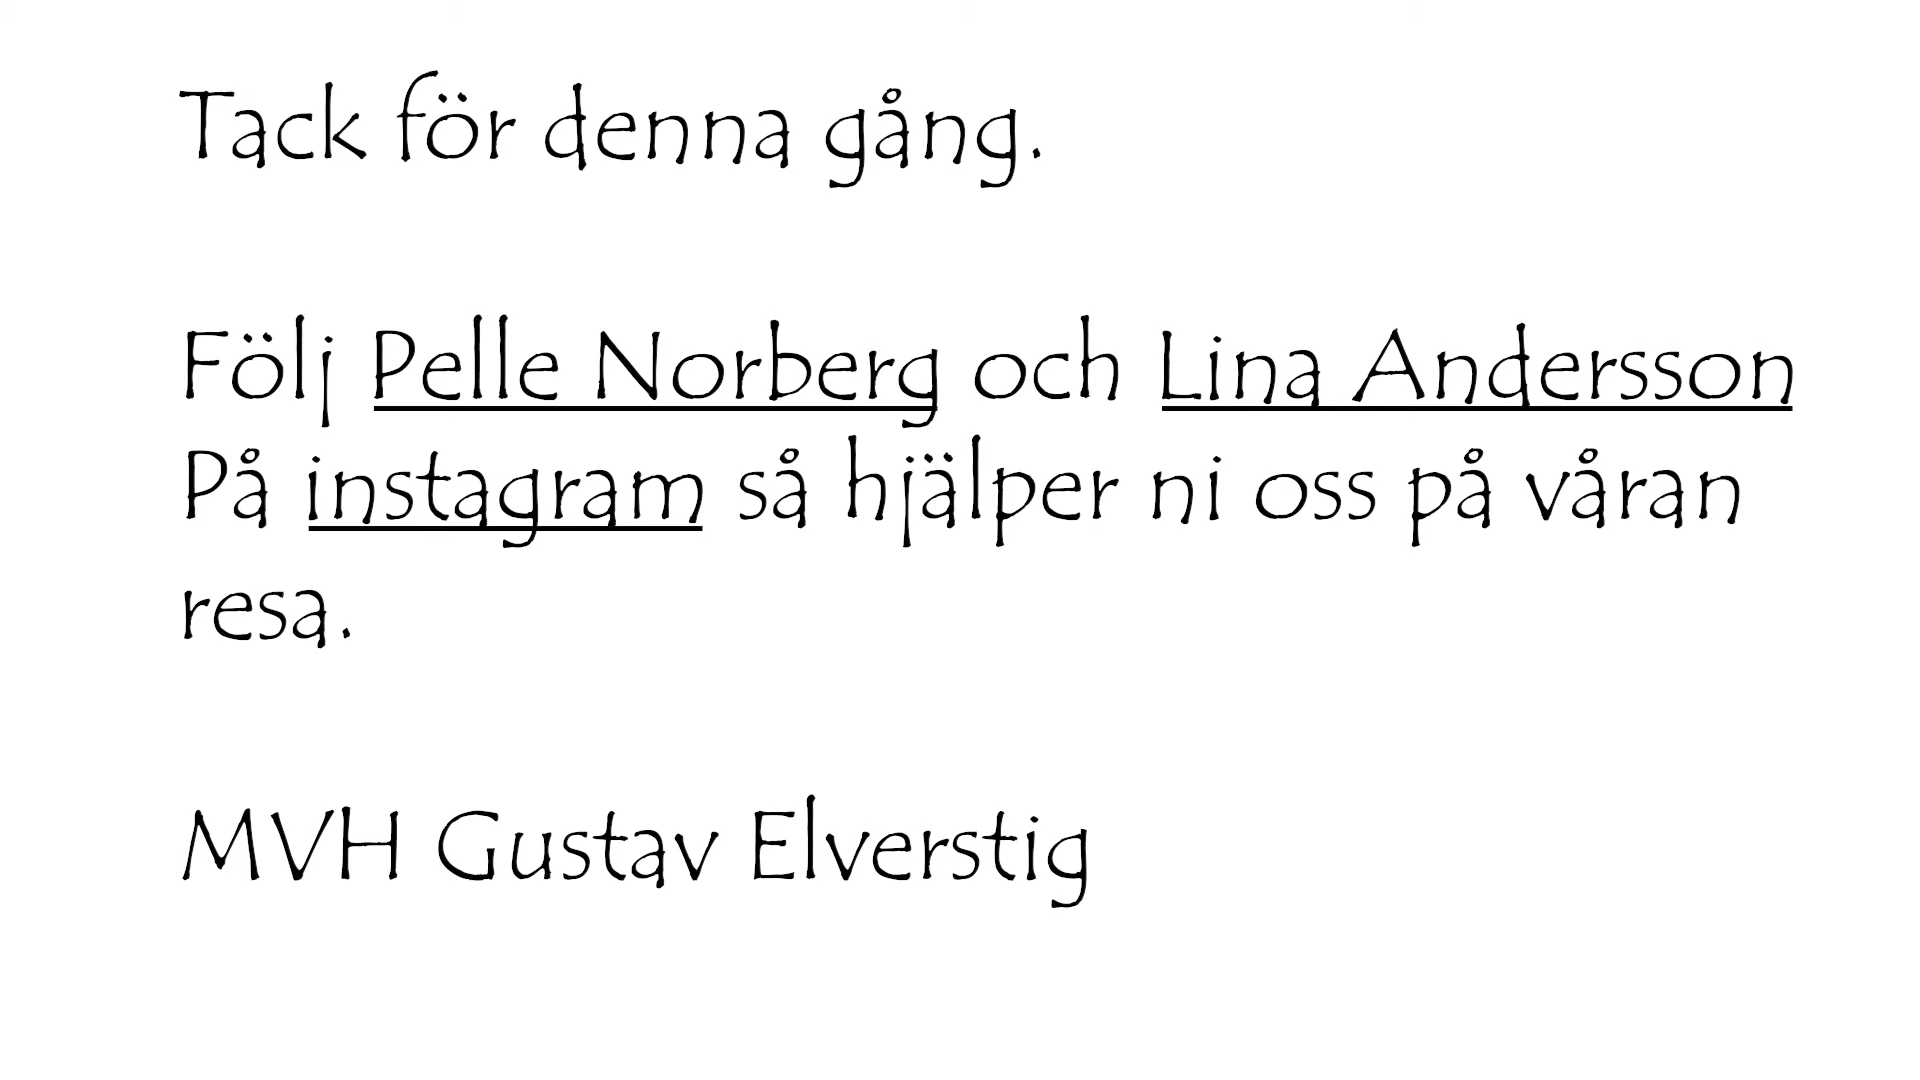 Tack för denna gång.
Följ Pelle Norberg och Lina Andersson
På instagram så hjälper ni oss på våran
resa.
MVH Gustav Elverstig